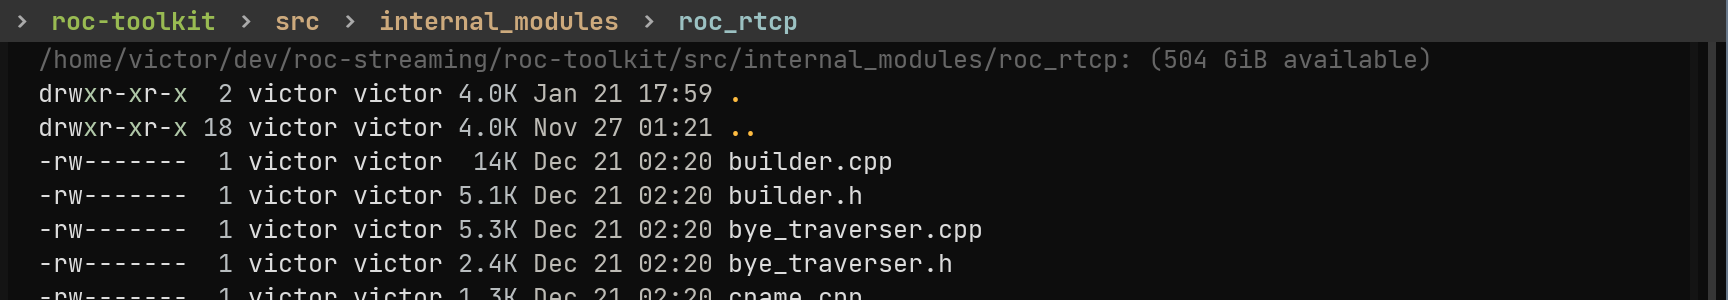 > roc-toolkit > src > internal_modules > roc_rtcp
/home/victor/dev/roc-streaming/roc-toolkit/src/internal_modules/roc_rtcp: (504 GiB available)
drwxr-xr-x  2 victor victor 4.0K Jan 21 17:59 .
drwxr-xr-x 18 victor victor 4.0K Nov 27 01:21 ..
-rw-------  1 victor victor  14K Dec 21 02:20 builder.cpp
-rw-------  1 victor victor 5.1K Dec 21 02:20 builder.h
-rw-------  1 victor victor 5.3K Dec 21 02:20 bye_traverser.cpp
-rw-------  1 victor victor 2.4K Dec 21 02:20 bye_traverser.h
-rw-------  1 victor victor 1.3K Dec 21 02:20 cname.cpp